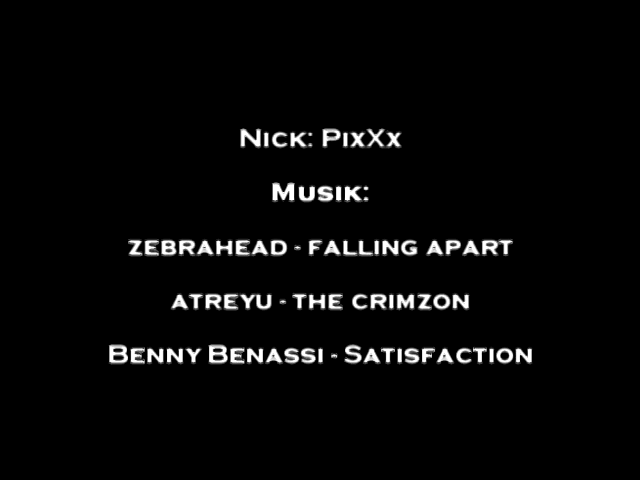 Nick: PixXx
Musik:
zebrahead - falling apart
atreyu - the crimzon
Benny Benassi - Satisfaction